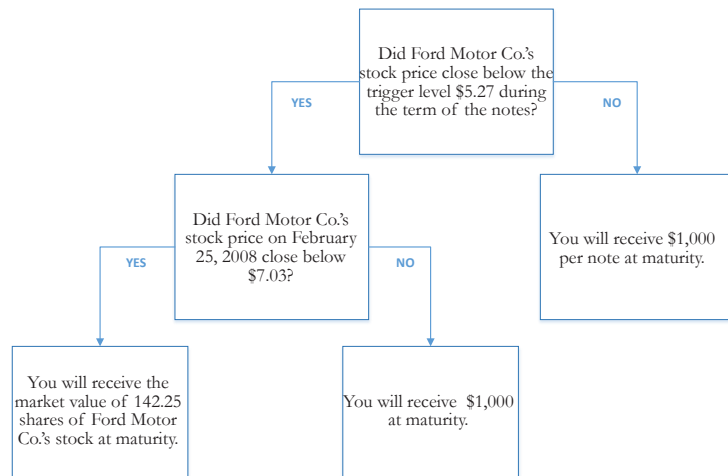 Did Ford Motor Co.'s
stock price close below the
trigger level $5.27 during
the term of the notes?
YES
NO
Did Ford Motor Co.'s
stock price on February
25, 2008 close below
$7.03?
You will receive $1,000
per note at maturity.
YES
NO
You will receive the
market value of 142.25
shares of Ford Motor
Co.'s stock at maturity.
You will receive $1,000
at maturity.